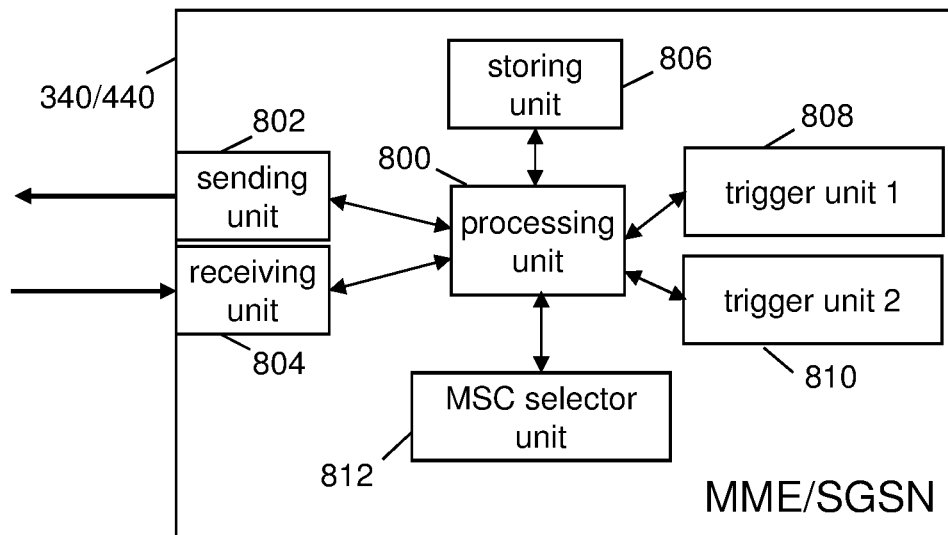 340/440
802
sending
unit
receiving
unit
804
storing
unit
806
800
processing
unit
808
trigger unit 1
trigger unit 2
810
MSC selector
unit
812
MME/SGSN